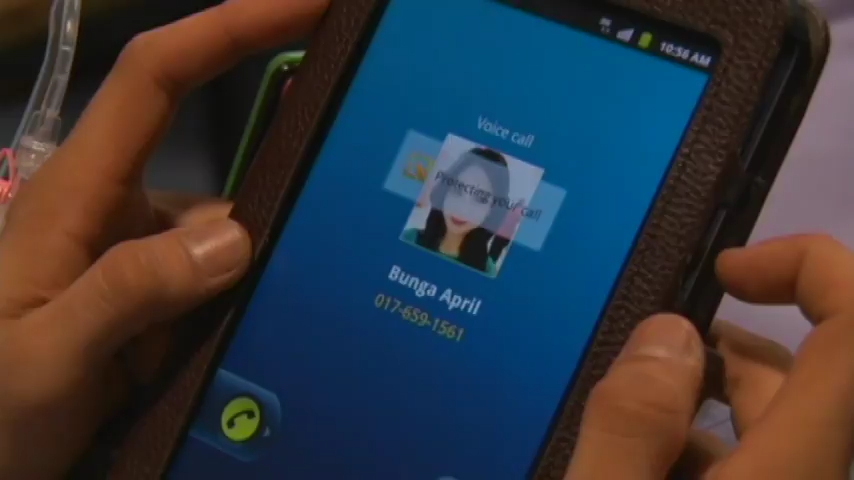 10:56 AM
Voice call
Protecting your call
Bunga April
017-659-1561